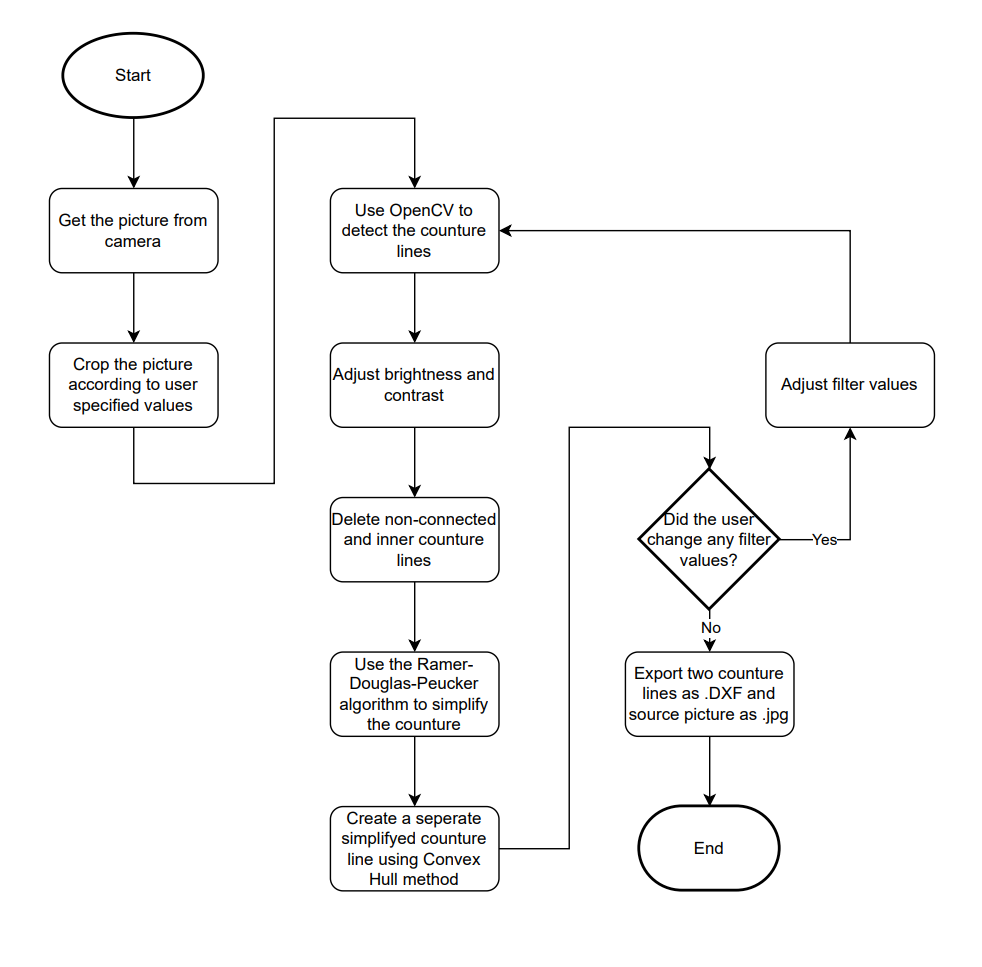 Start
Get the picture from
camera
Crop the picture
according to user
specified values
Use OpenCV to
detect the counture
lines
Adjust brightness and
contrast
Delete non-connected
and inner counture
lines
Use the Ramer-
Douglas-Peucker
algorithm to simplify
the counture
Create a seperate
simplifyed counture
line using Convex
Hull method
Did the user
change any filter
values?
Yes
Adjust filter values
No
Export two counture
lines as .DXF and
source picture as .jpg
End